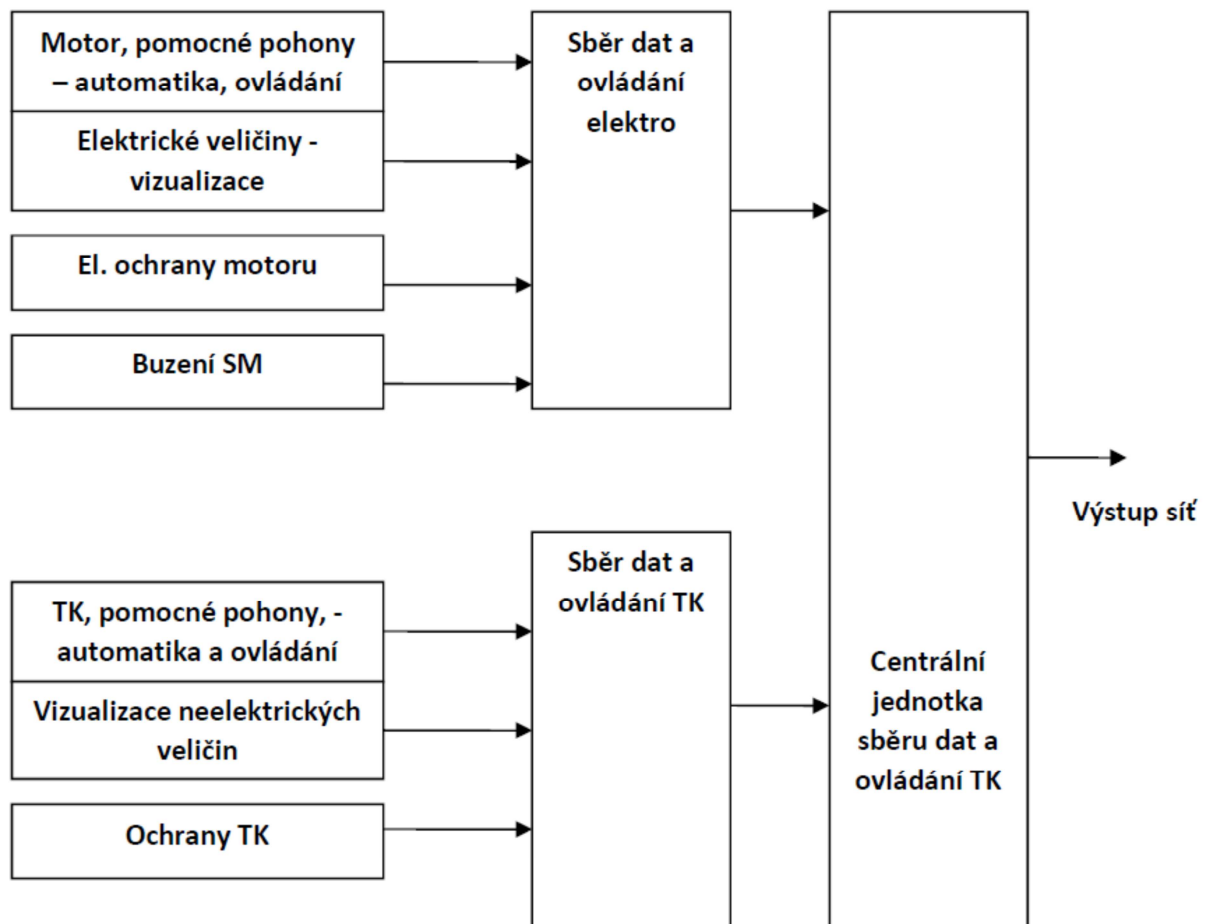 Motor, pomocné pohony
– automatika, ovládání
Elektrické veličiny -
vizualizace
El. ochrany motoru
Buzení SM
Sběr dat a
ovládání
elektro
TK, pomocné pohony, -
automatika a ovládání
Vizualizace neelektrických
veličin
Ochrany TK
Sběr dat a
ovládání TK
Centrální
jednotka
sběru dat a
ovládání TK
Výstup síť